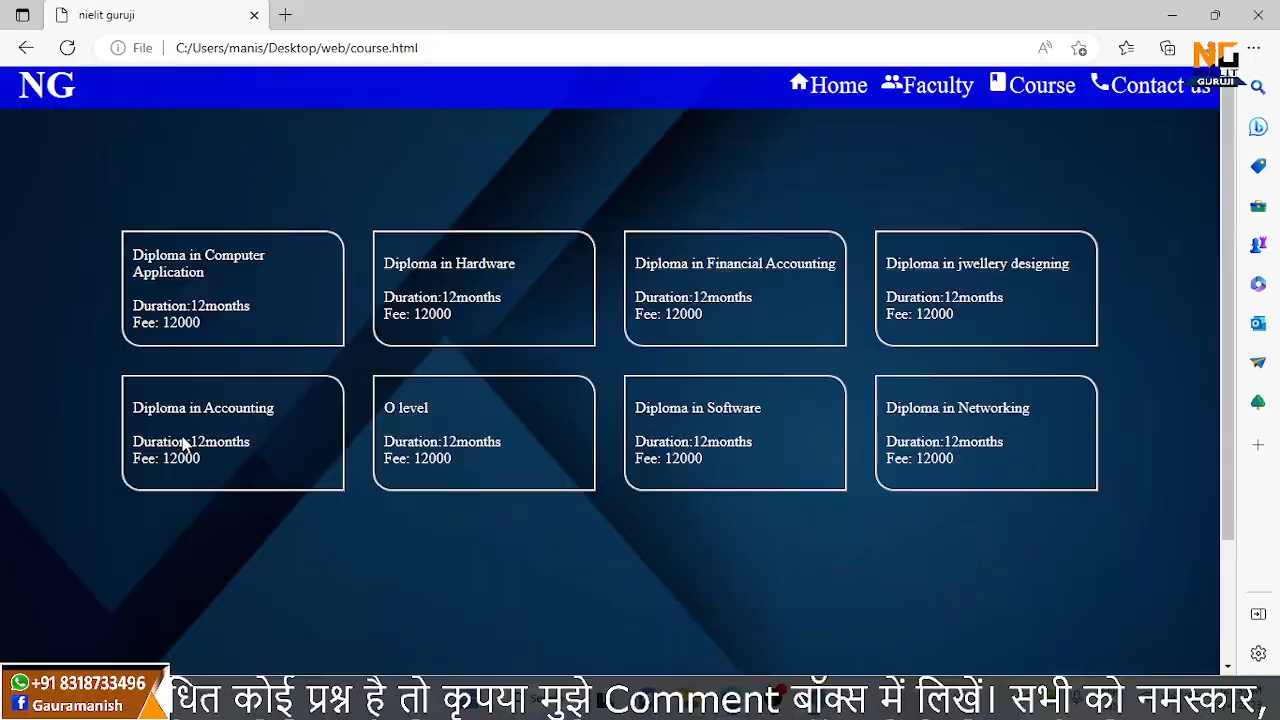 nielit guruji
File
C:/Users/manis/Desktop/web/course.html
NG
NIELIT
GURUJI
NG
Home
Faculty
Course
Contact us
Diploma in Computer
Application
Duration:12months
Fee: 12000
Diploma in Hardware
Duration:12months
Fee: 12000
Diploma in Financial Accounting
Duration:12months
Fee: 12000
Diploma in jwellery designing
Duration:12months
Fee: 12000
Diploma in Accounting
Duration:12months
Fee: 12000
O level
Duration:12months
Fee: 12000
Diploma in Software
Duration:12months
Fee: 12000
Diploma in Networking
Duration:12months
Fee: 12000
+91 8318733496
Gauramanish
कोई प्रश्न है तो कृपया मुझे Comment बॉक्स में लिखें। सभी को नमस्कार,